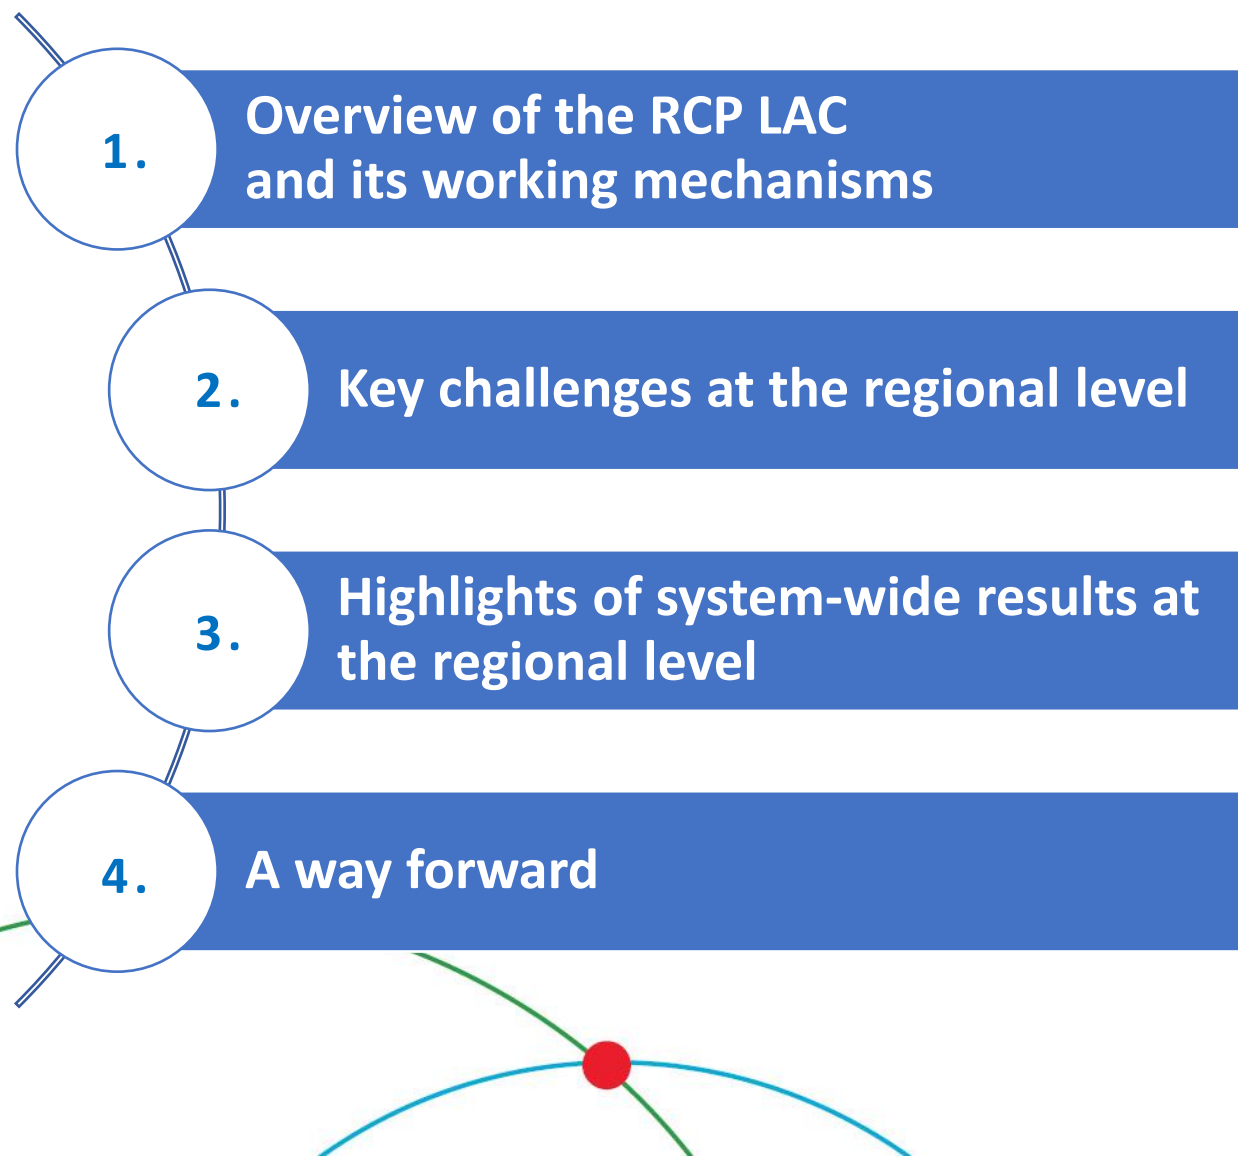 1.
Overview of the RCP LAC
and its working mechanisms
2.
Key challenges at the regional level
3.
Highlights of system-wide results at
the regional level
4.
A way forward